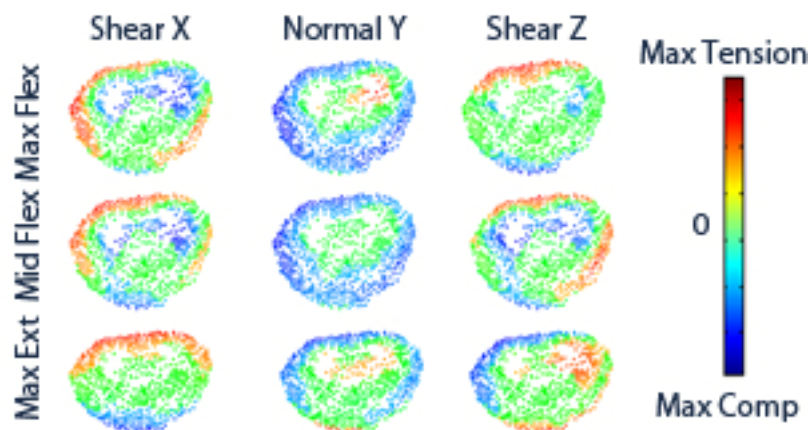 Shear X
Normal Y
Shear Z
Max Flex
Mid Flex
Max Ext
Max Tension
0
Max Comp